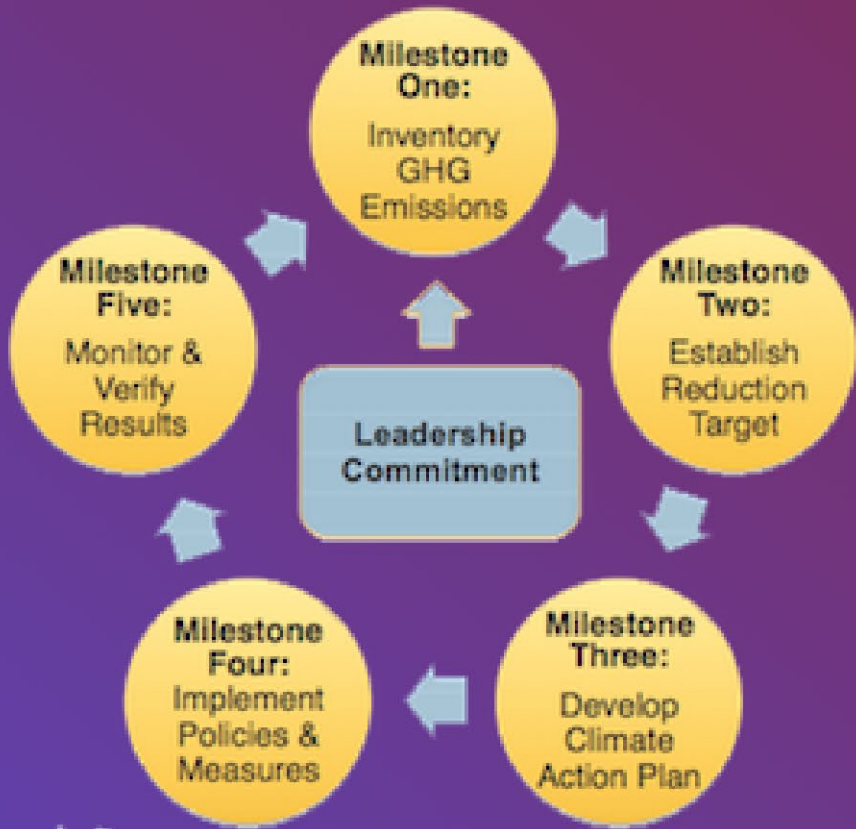 Milestone
One:
Inventory
GHG
Emissions
Milestone
Two:
Establish
Reduction
Target
Milestone
Three:
Develop
Climate
Action Plan
Milestone
Four:
Implement
Policies &
Measures
Milestone
Five:
Monitor &
Verify
Results
Leadership
Commitment